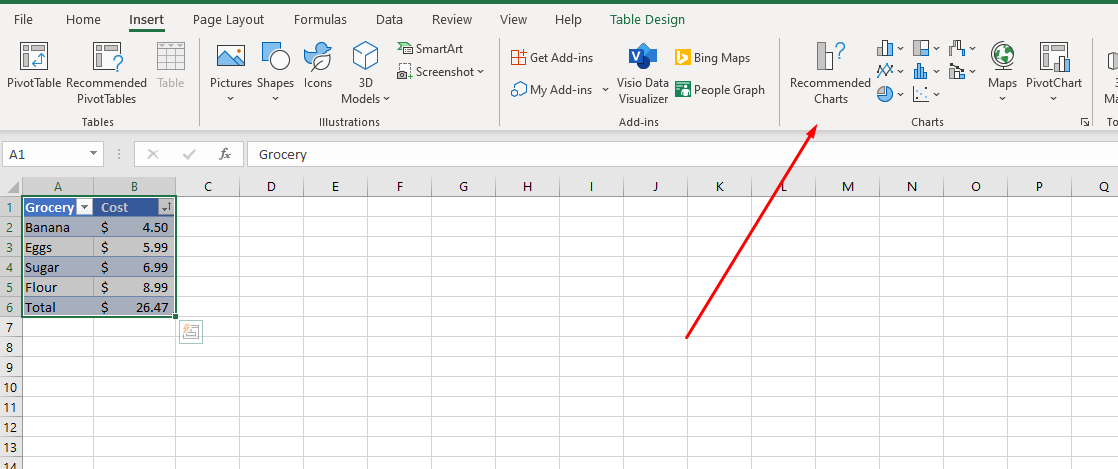 File Home Insert Page Layout Formulas Data Review View Help Table Design
PivotTable Recommended PivotTables Table
Tables
Pictures Shapes Icons 3D Models
SmartArt
Screenshot
Illustrations
Get Add-ins
My Add-ins
Visio Data Visualizer
Bing Maps
People Graph
Add-ins
Recommended Charts
Maps PivotChart
Charts
A1 fx Grocery
A B C D E F G H I J K L M N O P Q
1 Grocery Cost
2 Banana $ 4.50
3 Eggs $ 5.99
4 Sugar $ 6.99
5 Flour $ 8.99
6 Total $ 26.47
7
8
9
10
11
12
13
14